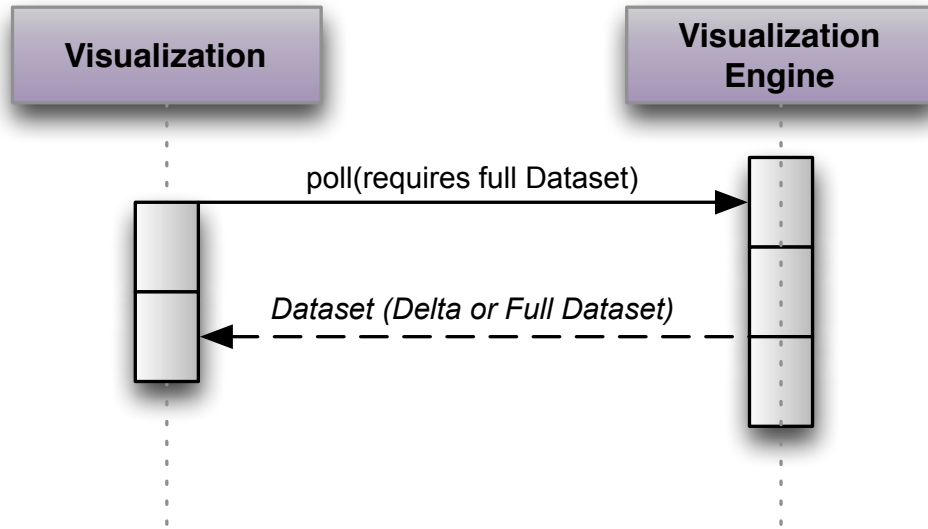 Visualization
Visualization
Engine
poll(requires full Dataset)
Dataset (Delta or Full Dataset)